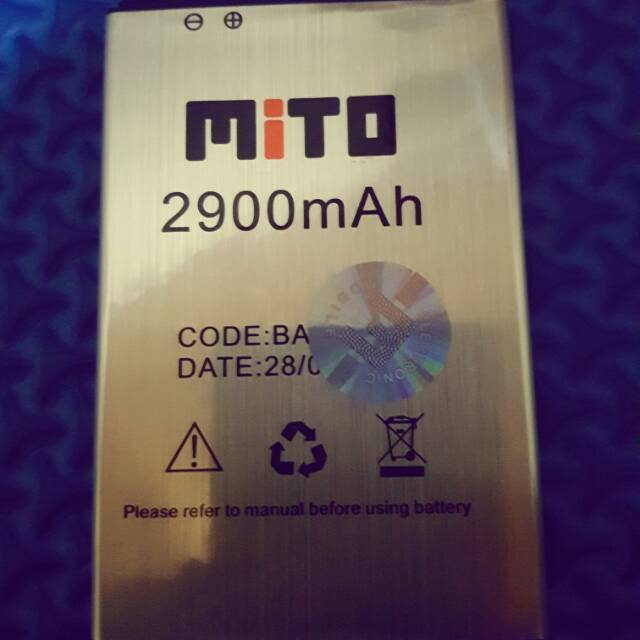 MiTO
2900mAh
CODE:BA
DATE:28/0
Please refer to manual before using battery